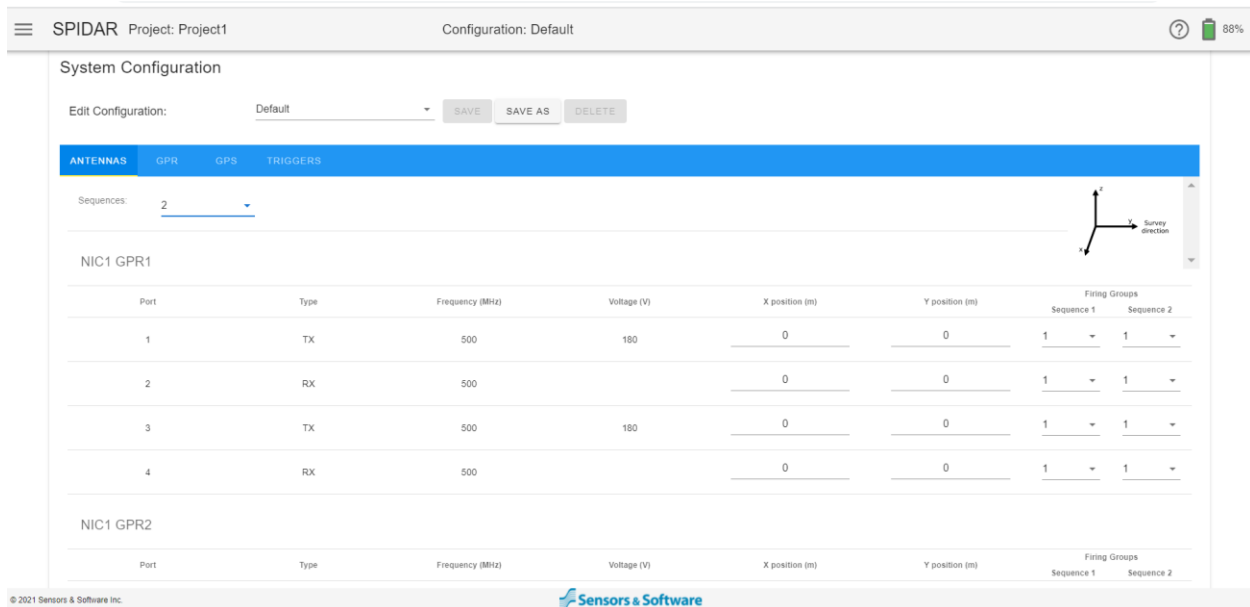 SPIDAR Project: Project1 Configuration: Default 88%
System Configuration
Edit Configuration: Default SAVE SAVE AS DELETE
ANTENNAS GPR GPS TRIGGERS
Sequences: 2
z
y Survey
direction
x
NIC1 GPR1
Port Type Frequency (MHz) Voltage (V) X position (m) Y position (m) Firing Groups
Sequence 1 Sequence 2
1 TX 500 180 0 0 1 1
2 RX 500 0 0 1 1
3 TX 500 180 0 0 1 1
4 RX 500 0 0 1 1
NIC1 GPR2
Port Type Frequency (MHz) Voltage (V) X position (m) Y position (m) Firing Groups
Sequence 1 Sequence 2
© 2021 Sensors & Software Inc. Sensors & Software